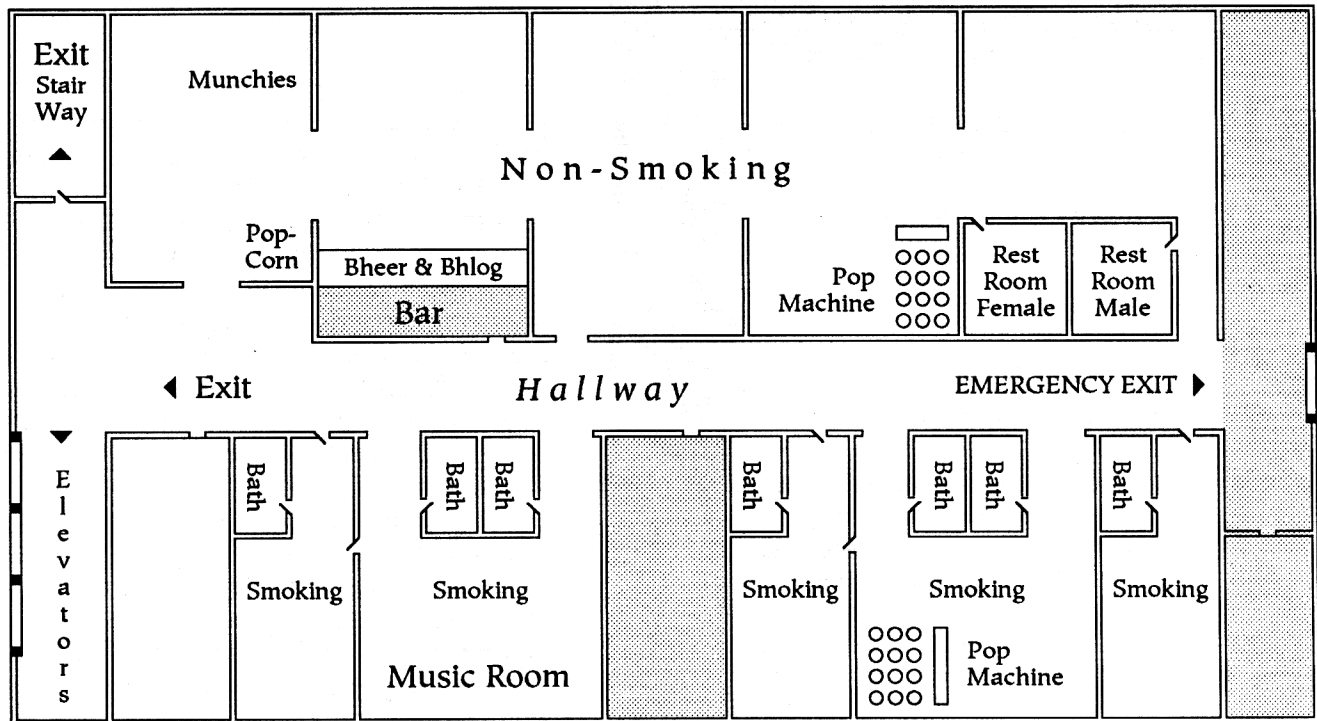 Exit
Stair
Way
Munchies
Non-Smoking
Pop-
Corn
Bheer & Bhlog
Bar
Pop
Machine
Rest
Room
Female
Rest
Room
Male
Exit
Hallway
EMERGENCY EXIT
Elevators
Bath
Bath
Bath
Bath
Bath
Bath
Bath
Smoking
Smoking
Smoking
Smoking
Smoking
Music Room
Pop
Machine